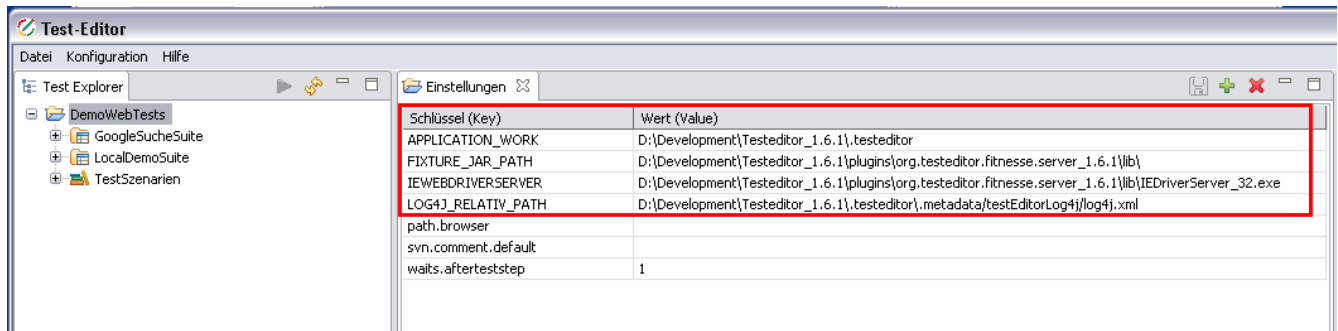 Test-Editor
Datei Konfiguration Hilfe
Test Explorer
DemoWebTests
GoogleSucheSuite
LocalDemoSuite
TestSzenarien
Einstellungen
Schlüssel (Key) Wert (Value)
APPLICATION_WORK D:\Development\Testeditor_1.6.1\.testeditor
FIXTURE_JAR_PATH D:\Development\Testeditor_1.6.1\plugins\org.testeditor.fitnesse.server_1.6.1\lib\
IEWEBDRIVERSERVER D:\Development\Testeditor_1.6.1\plugins\org.testeditor.fitnesse.server_1.6.1\lib\IEDriverServer_32.exe
LOG4J_RELATIV_PATH D:\Development\Testeditor_1.6.1\.testeditor\.metadata/testEditorLog4j/log4j.xml
path.browser
svn.comment.default
waits.afterteststep 1